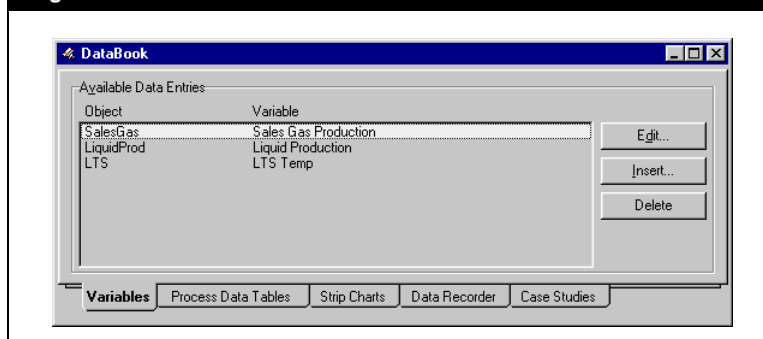 DataBook
Available Data Entries
Object Variable
SalesGas Sales Gas Production
LiquidProd Liquid Production
LTS LTS Temp
Edit...
Insert...
Delete
Variables Process Data Tables Strip Charts Data Recorder Case Studies